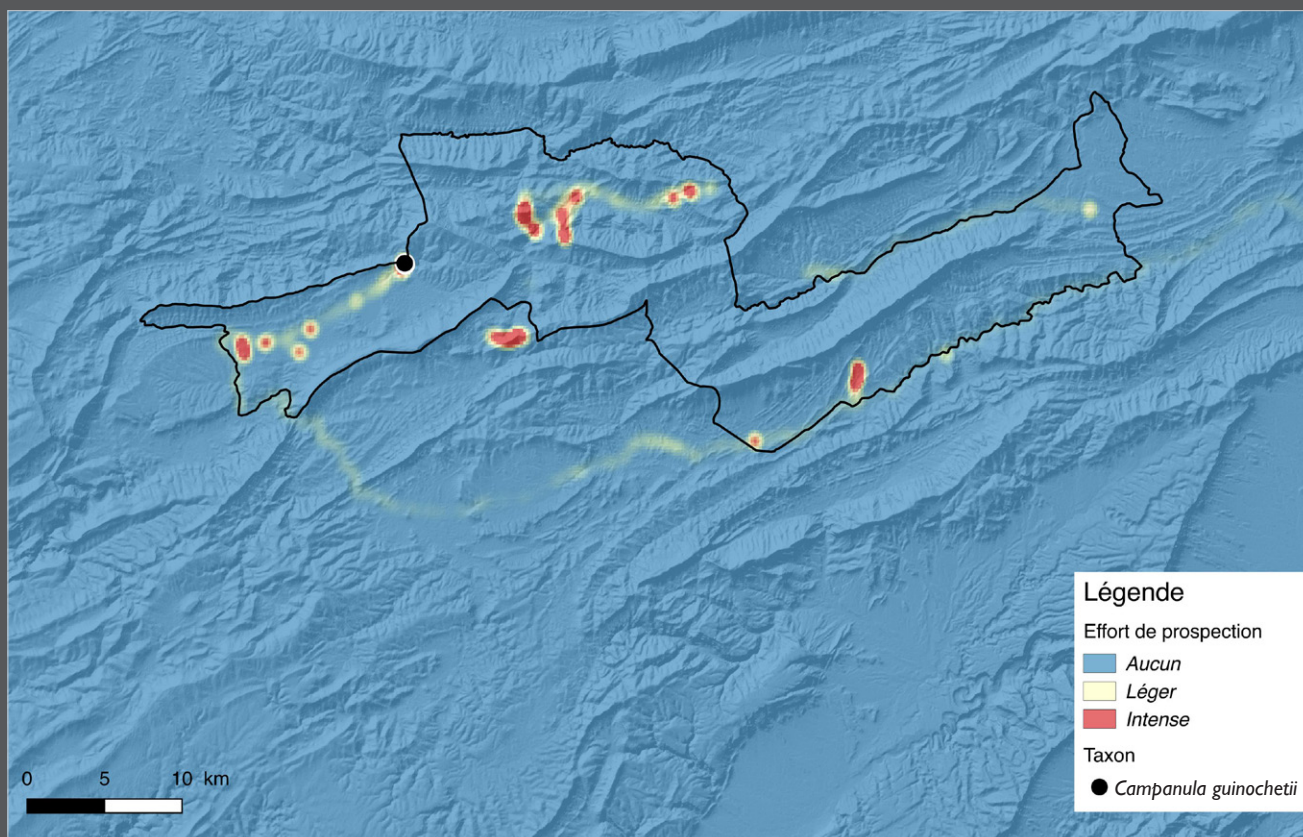 Légende
Effort de prospection
Aucun
Léger
Intense
Taxon
Campanula guinochetii
0 5 10 km